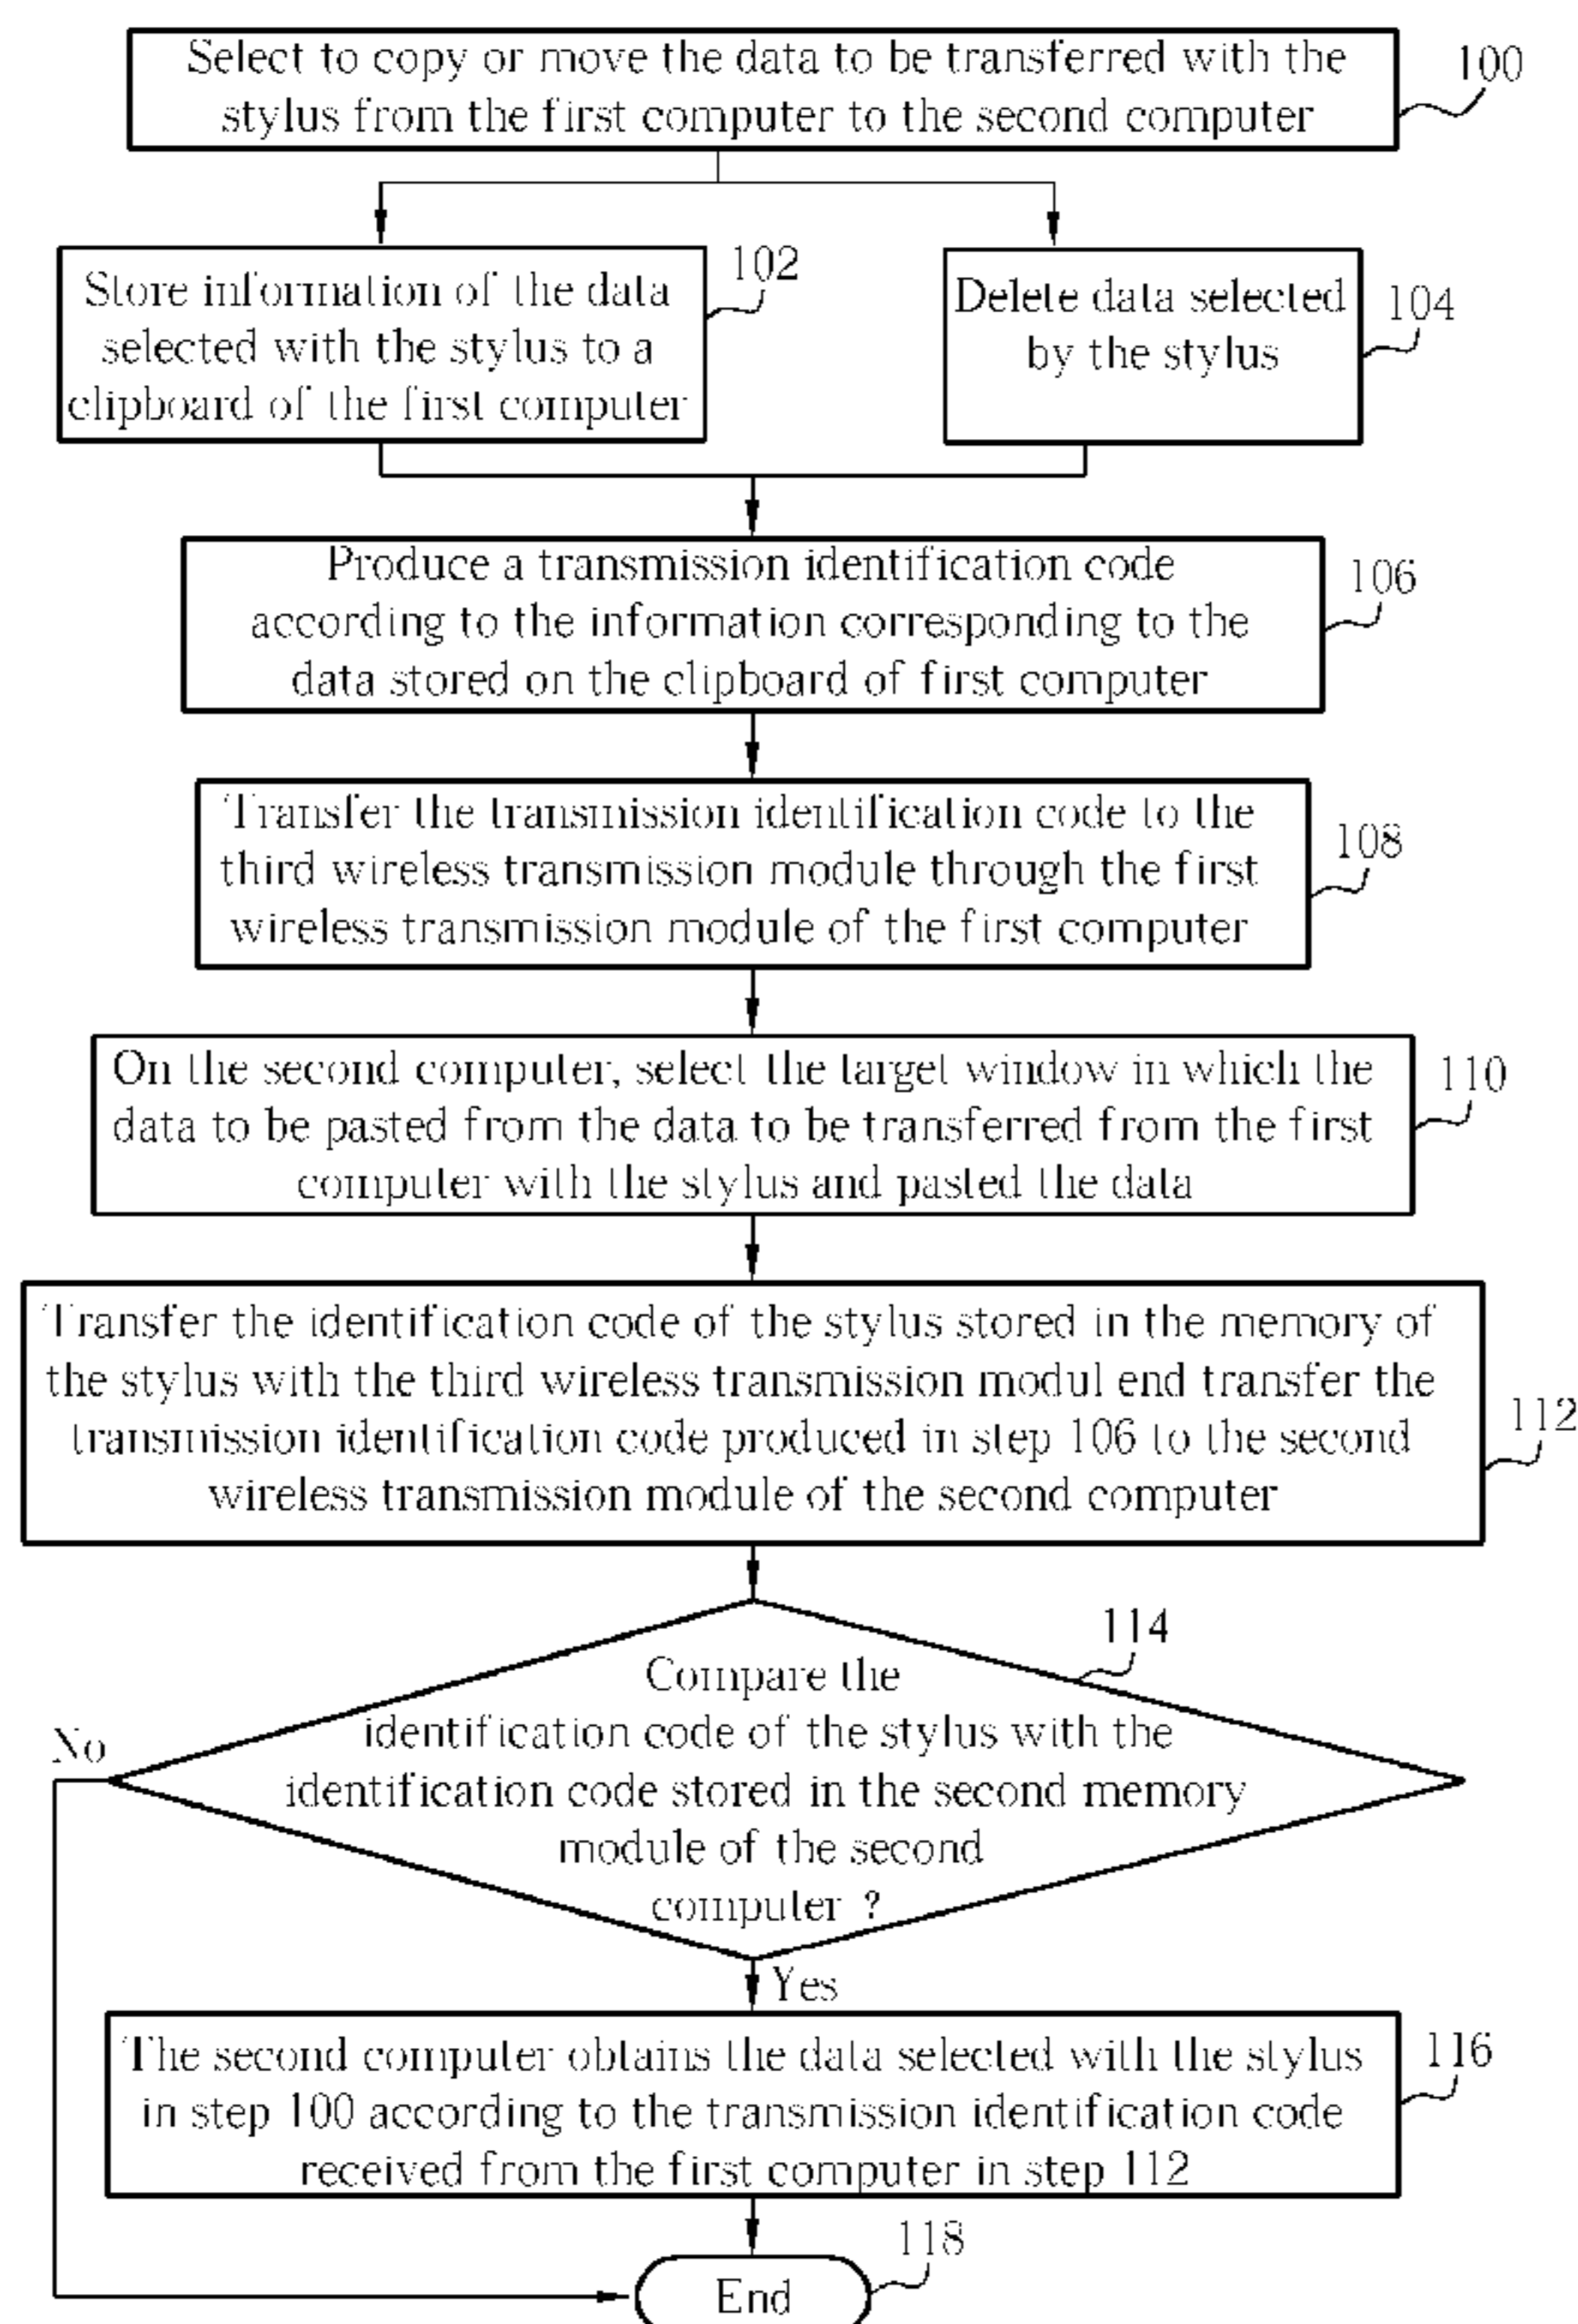 Select to copy or move the data to be transferred with the
stylus from the first computer to the second computer
100
Store information of the data
selected with the stylus to a
clipboard of the first computer
102
Delete data selected
by the stylus
104
Produce a transmission identification code
according to the information corresponding to the
data stored on the clipboard of first computer
106
Transfer the transmission identification code to the
third wireless transmission module through the first
wireless transmission module of the first computer
108
On the second computer, select the target window in which the
data to be pasted from the data to be transferred from the first
computer with the stylus and pasted the data
110
Transfer the identification code of the stylus stored in the memory of
the stylus with the third wireless transmission modul end transfer the
transmission identification code produced in step 106 to the second
wireless transmission module of the second computer
112
114
Compare the
identification code of the stylus with the
identification code stored in the second memory
module of the second
computer ?
No
Yes
The second computer obtains the data selected with the stylus
in step 100 according to the transmission identification code
received from the first computer in step 112
116
118
End